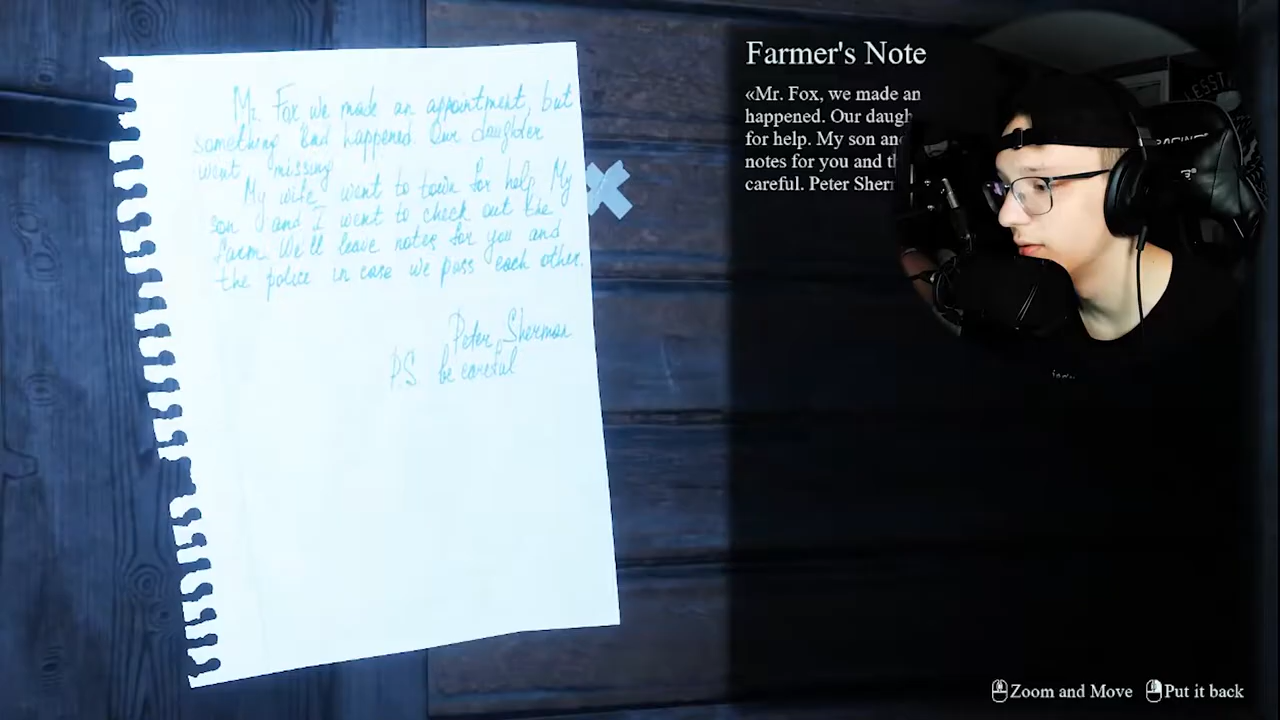 Mr. Fox we made an appointment, but
something bad happened. Our daughter
went missing
My wife went to town for help. My
son and I went to check out the
farm. We'll leave notes for you and
the police in case we pass each other.
Peter Sherman
P.S be careful
Farmer's Note
«Mr. Fox, we made an
happened. Our daugh
for help. My son and
notes for you and th
careful. Peter Sher
Zoom and Move
Put it back